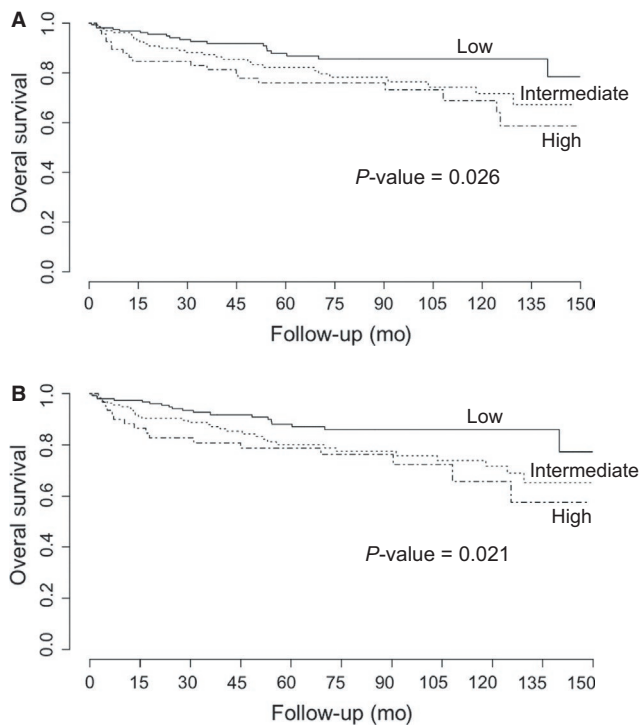 A
Overal survival
1.0
0.8
0.6
0.4
0.2
0.0
Low
Intermediate
High
P-value = 0.026
0 15 30 45 60 75 90 105 120 135 150
Follow-up (mo)
B
Overal survival
1.0
0.8
0.6
0.4
0.2
0.0
Low
Intermediate
High
P-value = 0.021
0 15 30 45 60 75 90 105 120 135 150
Follow-up (mo)